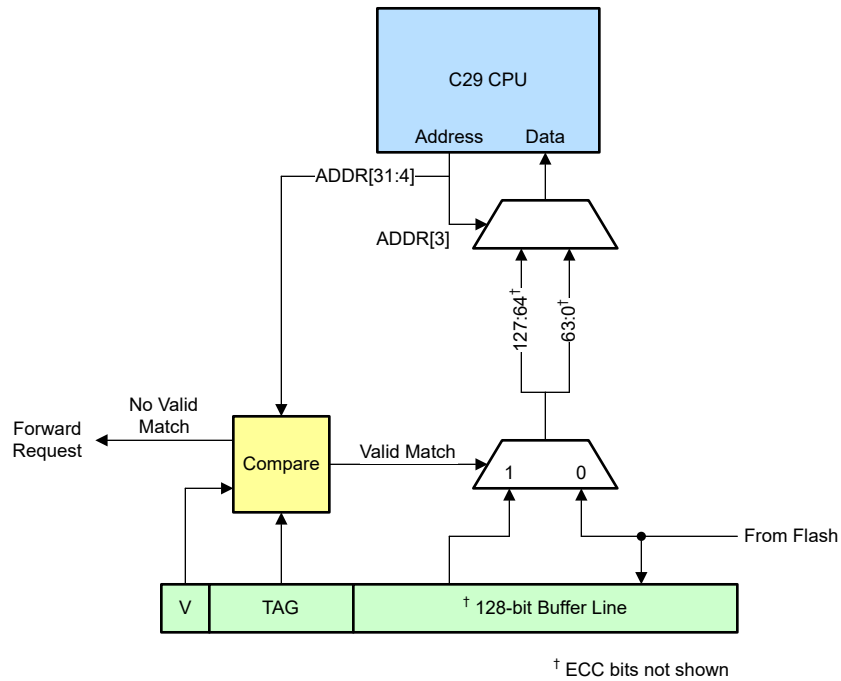 C29 CPU
Address Data
ADDR[31:4]
ADDR[3]
127:64†
63:0†
No Valid
Match
Forward
Request
Compare
Valid Match
1 0
From Flash
V TAG † 128-bit Buffer Line
† ECC bits not shown